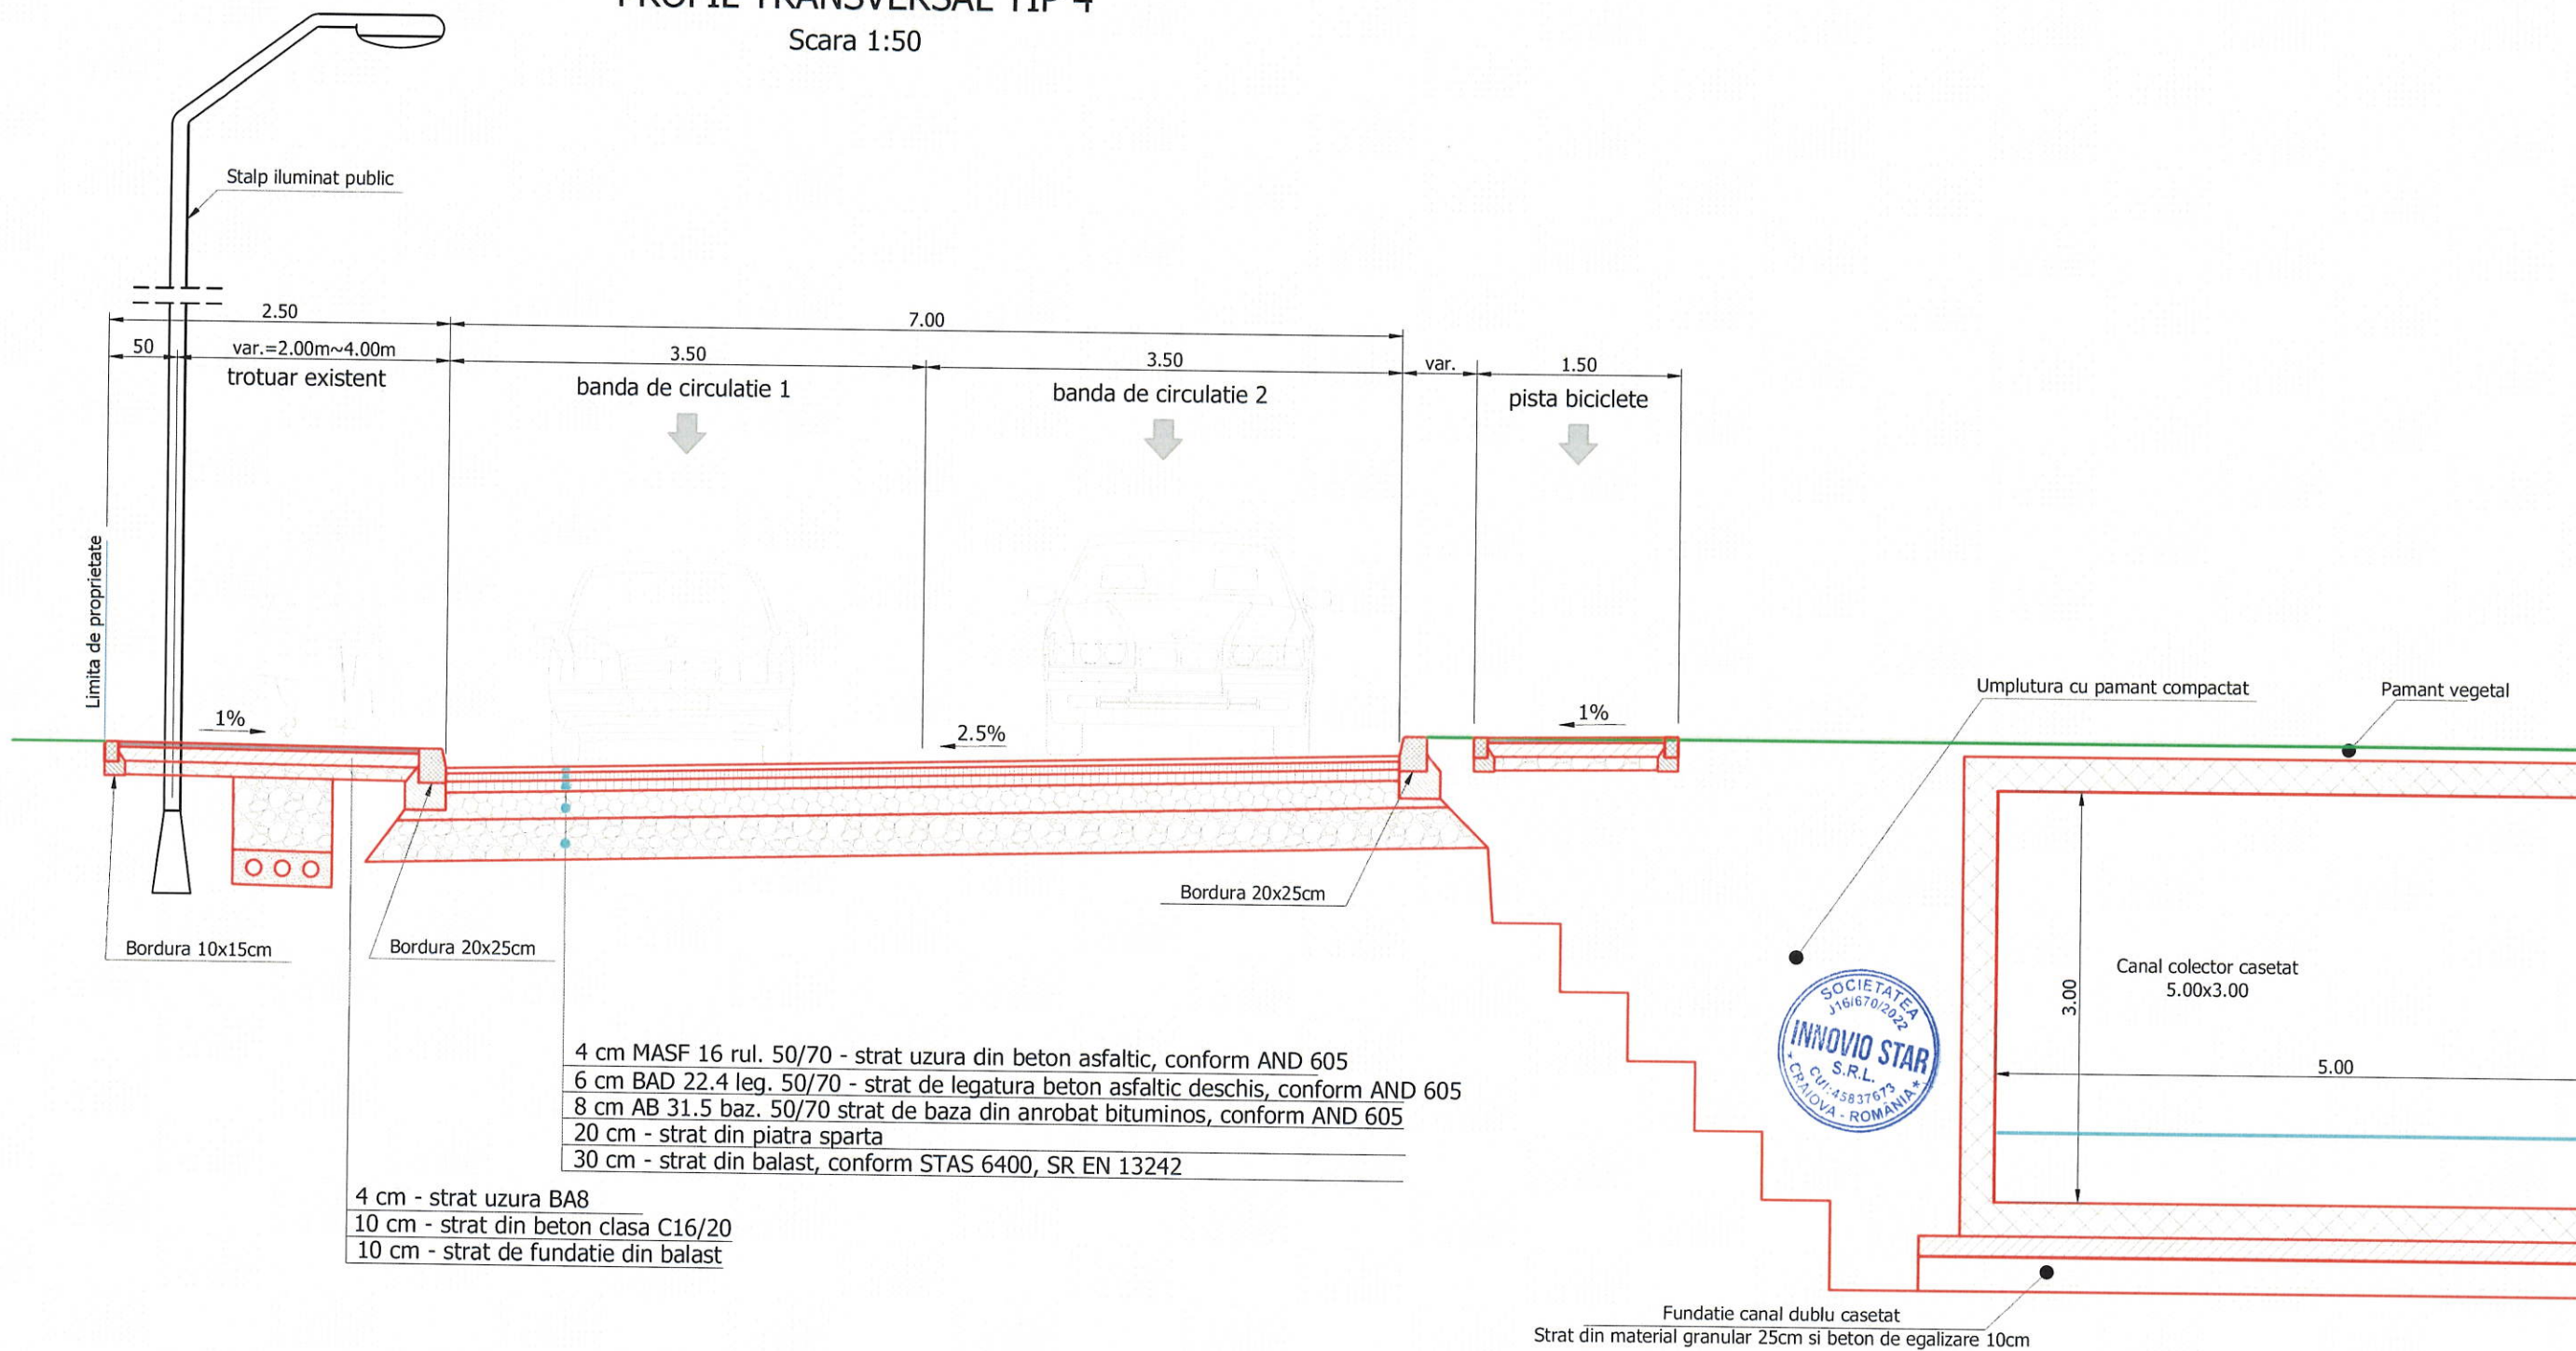 PROFIL TRANSVERSAL TIP 4
Scara 1:50
Stalp iluminat public
2.50
7.00
50
var.=2.00m~4.00m
3.50
3.50
var.
1.50
trotuar existent
banda de circulatie 1
banda de circulatie 2
pista biciclete
Limita de proprietate
1%
2.5%
1%
Umplutura cu pamant compactat
Pamant vegetal
Bordura 10x15cm
Bordura 20x25cm
Bordura 20x25cm
Canal colector casetat
5.00x3.00
3.00
5.00
SOCIETATEA
J16/670/2022
INNOVIO STAR
S.R.L.
CUI:45837673
* CRAIOVA - ROMÂNIA *
4 cm MASF 16 rul. 50/70 - strat uzura din beton asfaltic, conform AND 605
6 cm BAD 22.4 leg. 50/70 - strat de legatura beton asfaltic deschis, conform AND 605
8 cm AB 31.5 baz. 50/70 strat de baza din anrobat bituminos, conform AND 605
20 cm - strat din piatra sparta
30 cm - strat din balast, conform STAS 6400, SR EN 13242
4 cm - strat uzura BA8
10 cm - strat din beton clasa C16/20
10 cm - strat de fundatie din balast
Fundatie canal dublu casetat
Strat din material granular 25cm si beton de egalizare 10cm